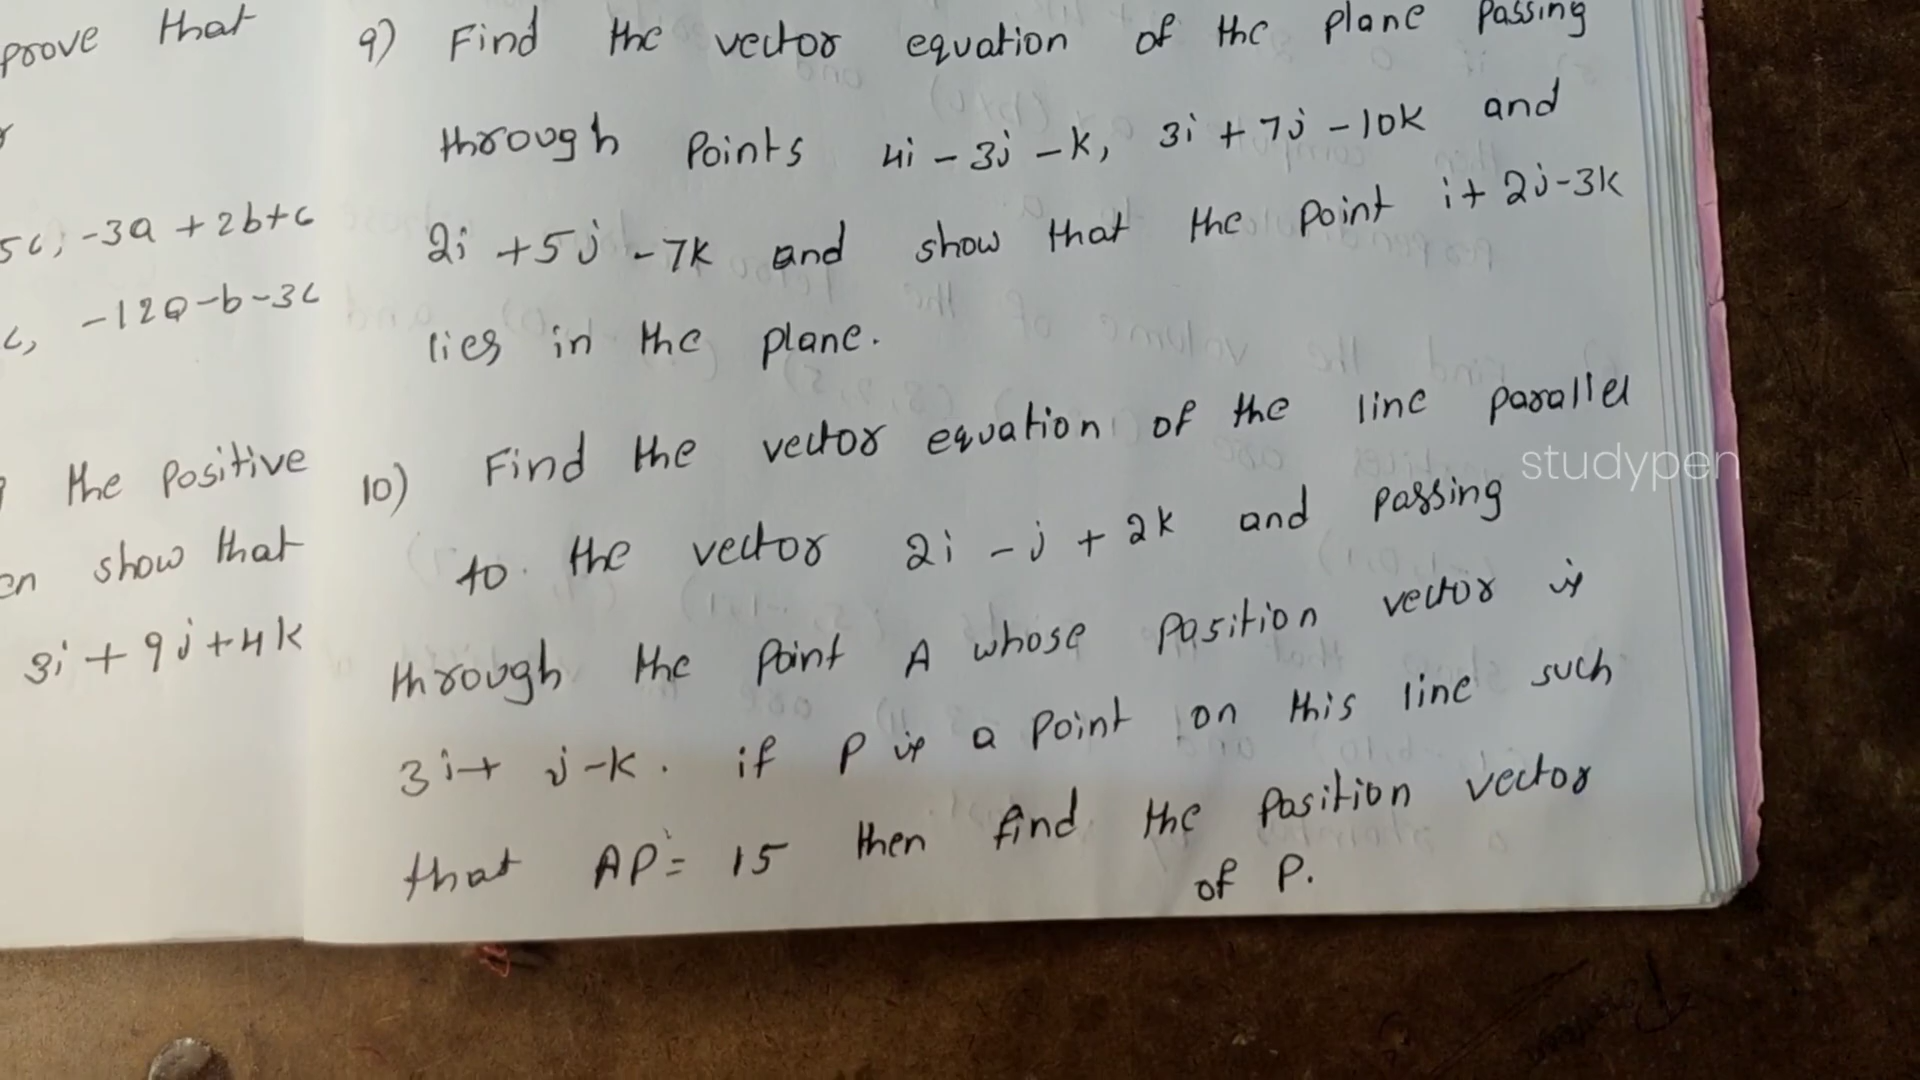 prove that
5c, -3a + 2b+c
c, -12a-b-3c
the positive
show that
3i + 9j+4k
9) Find the vector equation of the plane passing
through Points 4i - 3j - k, 3i + 7j - 10k and
2i + 5j - 7k and show that the point i+ 2j-3k
lies in the plane.
10) Find the vector equation of the line parallel
to the vector 2i - j + 2k and passing
through the Point A whose Pasition vector is
3i+ j-k. if P is a Point on this line such
that AP = 15 then find the Pasition vector
of P.
studypen